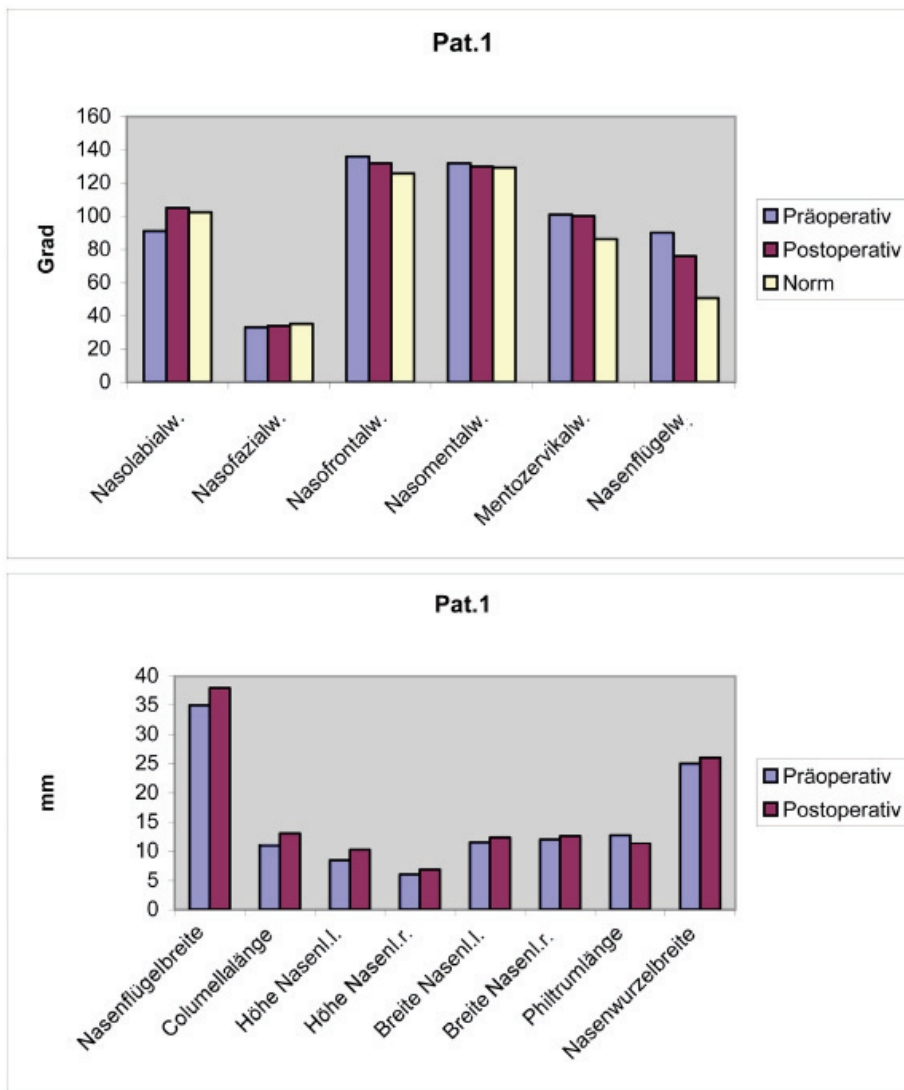 Pat.1
160
140
120
100
80
60
40
20
0
Grad
Nasolabialw.
Nasofazialw.
Nasofrontalw.
Nasomentalw.
Mentozervikalw.
Nasenflügelw.
Präoperativ
Postoperativ
Norm
Pat.1
40
35
30
25
20
15
10
5
0
mm
Nasenflügelbreite
Columellalänge
Höhe Nasenl.l.
Höhe Nasenl.r.
Breite Nasenl.l.
Breite Nasenl.r.
Philtrumlänge
Nasenwurzelbreite
Präoperativ
Postoperativ